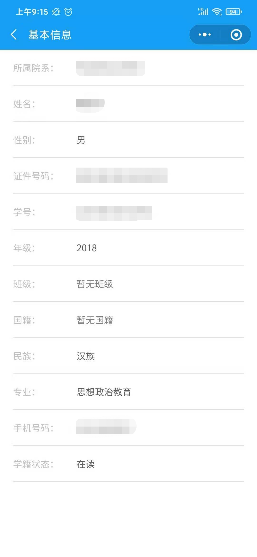 上午9:15
基本信息
所属院系：
姓名：
性别： 男
证件号码：
学号：
年级： 2018
班级： 暂无班级
国籍： 暂无国籍
民族： 汉族
专业： 思想政治教育
手机号码：
学籍状态： 在读